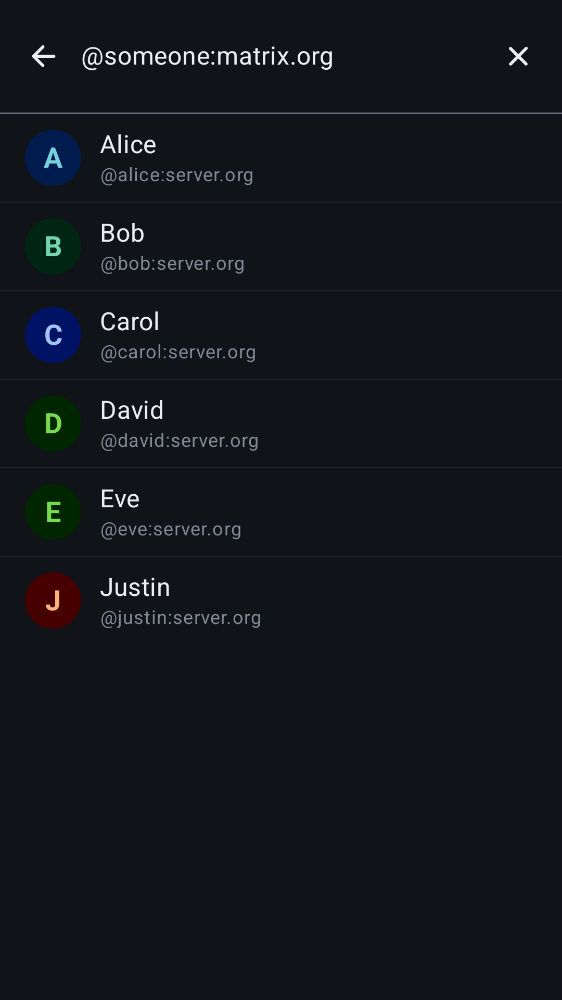 @someone:matrix.org
A
Alice
@alice:server.org
B
Bob
@bob:server.org
C
Carol
@carol:server.org
D
David
@david:server.org
E
Eve
@eve:server.org
J
Justin
@justin:server.org